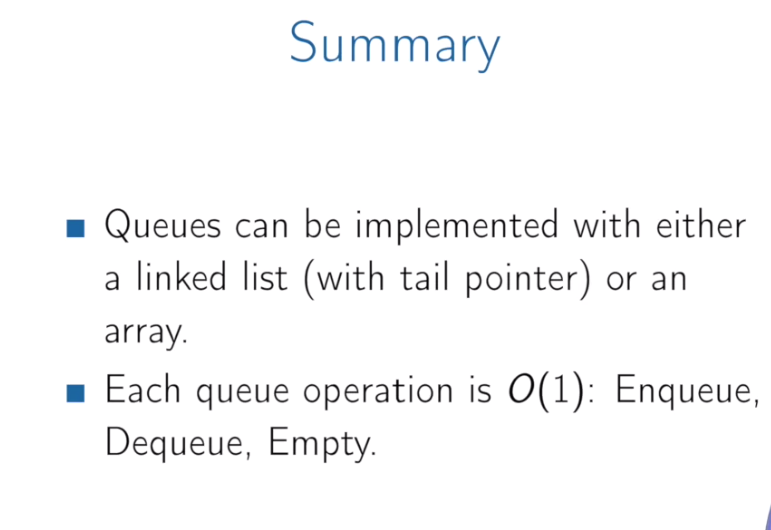 Summary
Queues can be implemented with either
a linked list (with tail pointer) or an
array.
Each queue operation is O(1): Enqueue,
Dequeue, Empty.